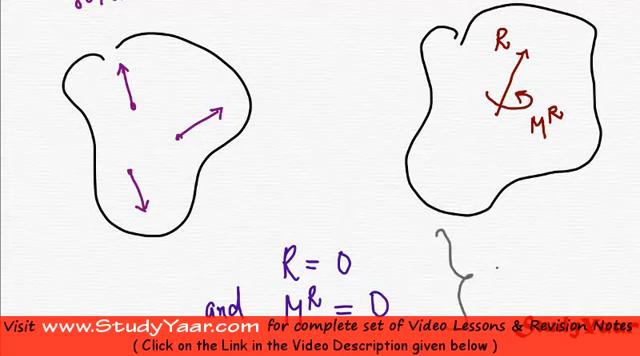 R
M^R
R = 0
and M^R = 0
StudyYaar
Visit www.StudyYaar.com for complete set of Video Lessons & Revision Notes
( Click on the Link in the Video Description given below )